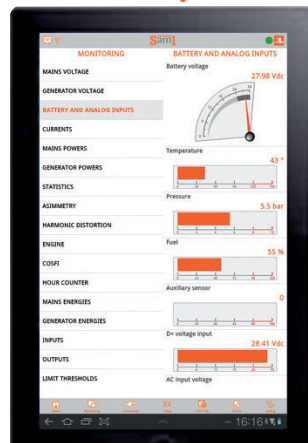 Sam1
MONITORING
BATTERY AND ANALOG INPUTS
MAINS VOLTAGE
GENERATOR VOLTAGE
BATTERY AND ANALOG INPUTS
CURRENTS
MAINS POWERS
GENERATOR POWERS
STATISTICS
ASIMMETRY
HARMONIC DISTORTION
ENGINE
COSFI
HOUR COUNTER
MAINS ENERGIES
GENERATOR ENERGIES
INPUTS
OUTPUTS
LIMIT THRESHOLDS
Battery voltage
27.98 Vdc
Temperature
43 °
Pressure
5.5 bar
Fuel
55 %
Auxiliary sensor
0
D+ voltage input
28.41 Vdc
AC input voltage
16:16